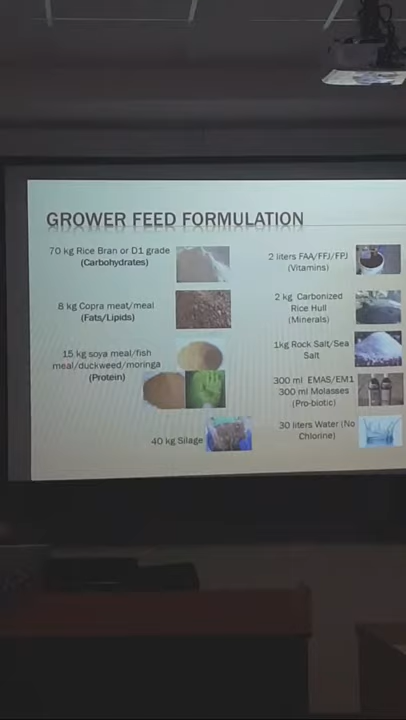 GROWER FEED FORMULATION
70 kg Rice Bran or D1 grade
(Carbohydrates)
8 kg Copra meat/meal
(Fats/Lipids)
15 kg soya meal/fish
meal/duckweed/moringa
(Protein)
40 kg Silage
2 liters FAA/FFJ/FPJ
(Vitamins)
2 kg Carbonized
Rice Hull
(Minerals)
1kg Rock Salt/Sea
Salt
300 ml EMAS/EM1
300 ml Molasses
(Pro-biotic)
30 liters Water (No
Chlorine)